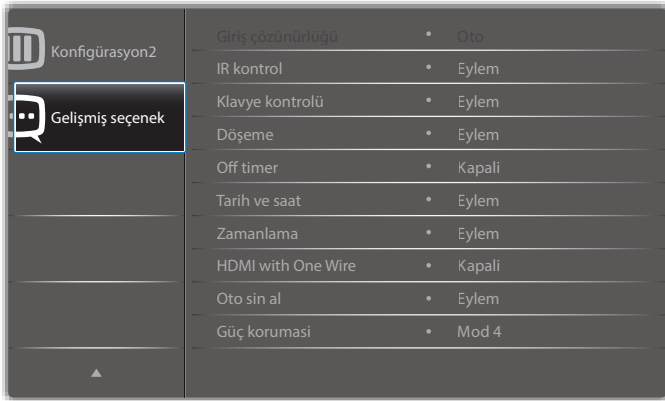 Konfigürasyon2
Gelişmiş seçenek
Giriş çözünürlüğü • Oto
IR kontrol • Eylem
Klavye kontrolü • Eylem
Döşeme • Eylem
Off timer • Kapali
Tarih ve saat • Eylem
Zamanlama • Eylem
HDMI with One Wire • Kapali
Oto sin al • Eylem
Güç korumasi • Mod 4